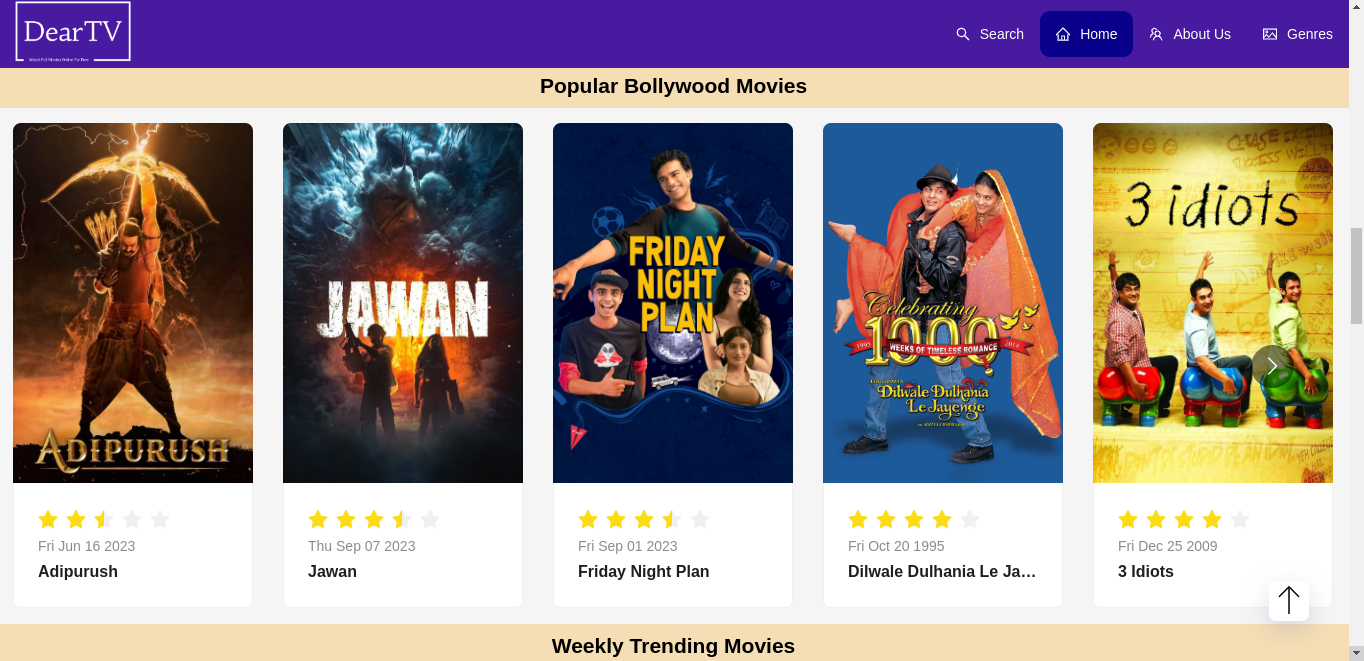 DearTV
Watch Full Movies Online For Free
Search
Home
About Us
Genres
Popular Bollywood Movies
ADIPURUSH
JAWAN
FRIDAY
NIGHT
PLAN
Celebrating
1000
1995
WEEKS OF TIMELESS ROMANCE
2014
Dilwale Dulhania
Le Jayenge
3 idiots
Fri Jun 16 2023
Adipurush
Thu Sep 07 2023
Jawan
Fri Sep 01 2023
Friday Night Plan
Fri Oct 20 1995
Dilwale Dulhania Le Ja...
Fri Dec 25 2009
3 Idiots
Weekly Trending Movies